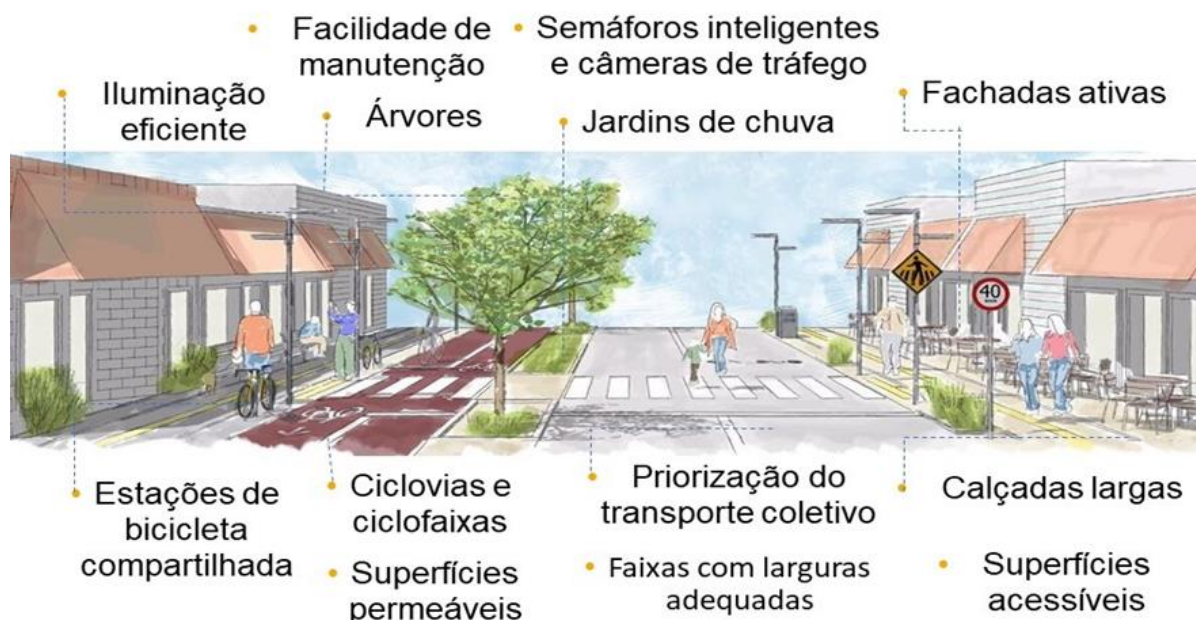 Facilidade de
manutenção
Semáforos inteligentes
e câmeras de tráfego
Iluminação
eficiente
Árvores
Jardins de chuva
Fachadas ativas
40
Estações de
bicicleta
compartilhada
Ciclovias e
ciclofaixas
Priorização do
transporte coletivo
Calçadas largas
Superfícies
permeáveis
Faixas com larguras
adequadas
Superfícies
acessíveis